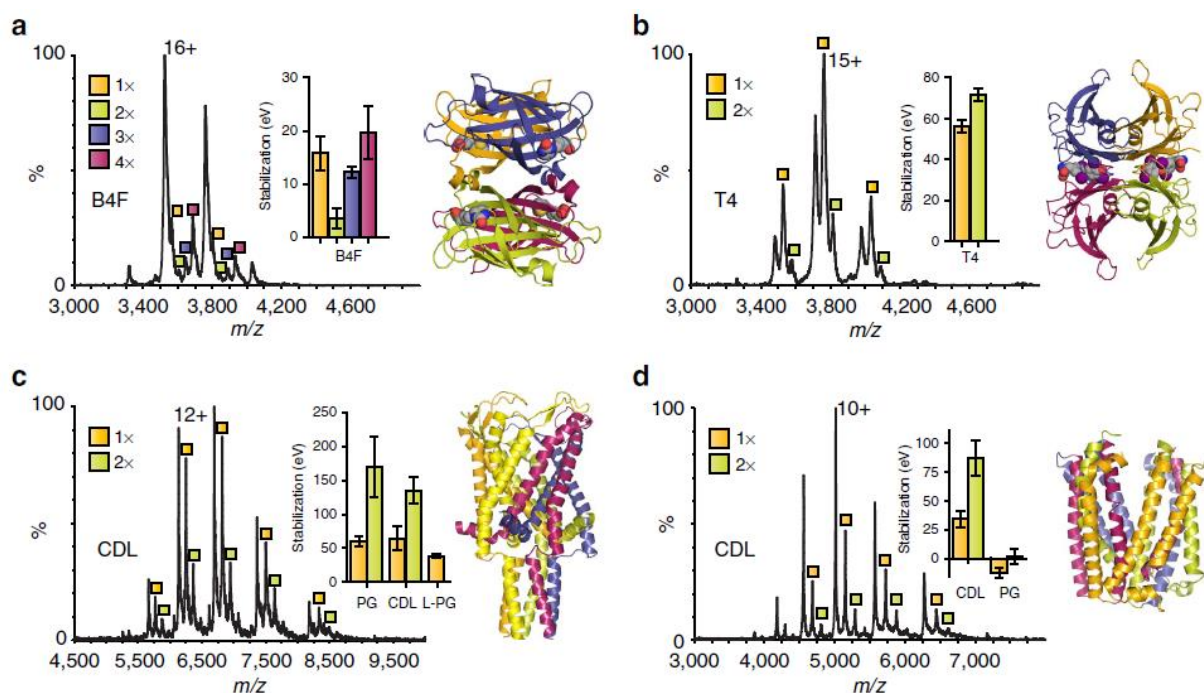 a
100
%
0
3,000 3,400 3,800 4,200 4,600
m/z
16+
1×
2×
3×
4×
B4F
Stabilization (eV)
30
20
10
0
B4F
b
100
%
0
3,000 3,400 3,800 4,200 4,600
m/z
15+
1×
2×
T4
Stabilization (eV)
80
60
40
20
0
T4
c
100
%
0
4,500 5,500 6,500 7,500 8,500 9,500
m/z
12+
1×
2×
CDL
Stabilization (eV)
250
200
150
100
50
0
PG CDL L-PG
d
100
%
0
3,000 4,000 5,000 6,000 7,000
m/z
10+
1×
2×
CDL
Stabilization (eV)
100
75
50
25
0
CDL PG